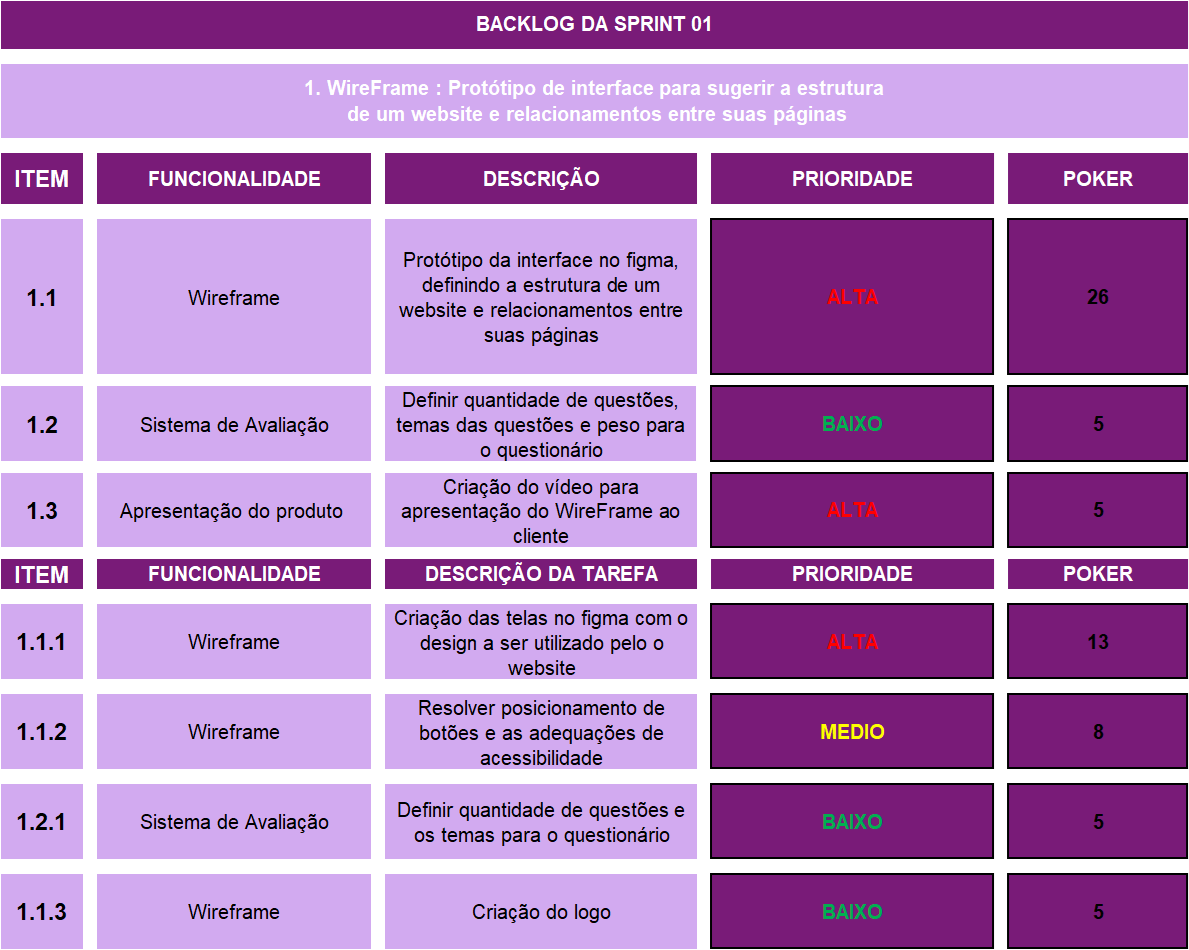 BACKLOG DA SPRINT 01
1. WireFrame : Protótipo de interface para sugerir a estrutura
de um website e relacionamentos entre suas páginas
ITEM FUNCIONALIDADE DESCRIÇÃO PRIORIDADE POKER
1.1 Wireframe
Protótipo da interface no figma,
definindo a estrutura de um
website e relacionamentos entre
suas páginas
ALTA 26
1.2 Sistema de Avaliação
Definir quantidade de questões,
temas das questões e peso para
o questionário
BAIXO 5
1.3 Apresentação do produto
Criação do vídeo para
apresentação do WireFrame ao
cliente
ALTA 5
ITEM FUNCIONALIDADE DESCRIÇÃO DA TAREFA PRIORIDADE POKER
1.1.1 Wireframe
Criação das telas no figma com o
design a ser utilizado pelo o
website
ALTA 13
1.1.2 Wireframe
Resolver posicionamento de
botões e as adequações de
acessibilidade
MEDIO 8
1.2.1 Sistema de Avaliação
Definir quantidade de questões e
os temas para o questionário
BAIXO 5
1.1.3 Wireframe
Criação do logo
BAIXO 5